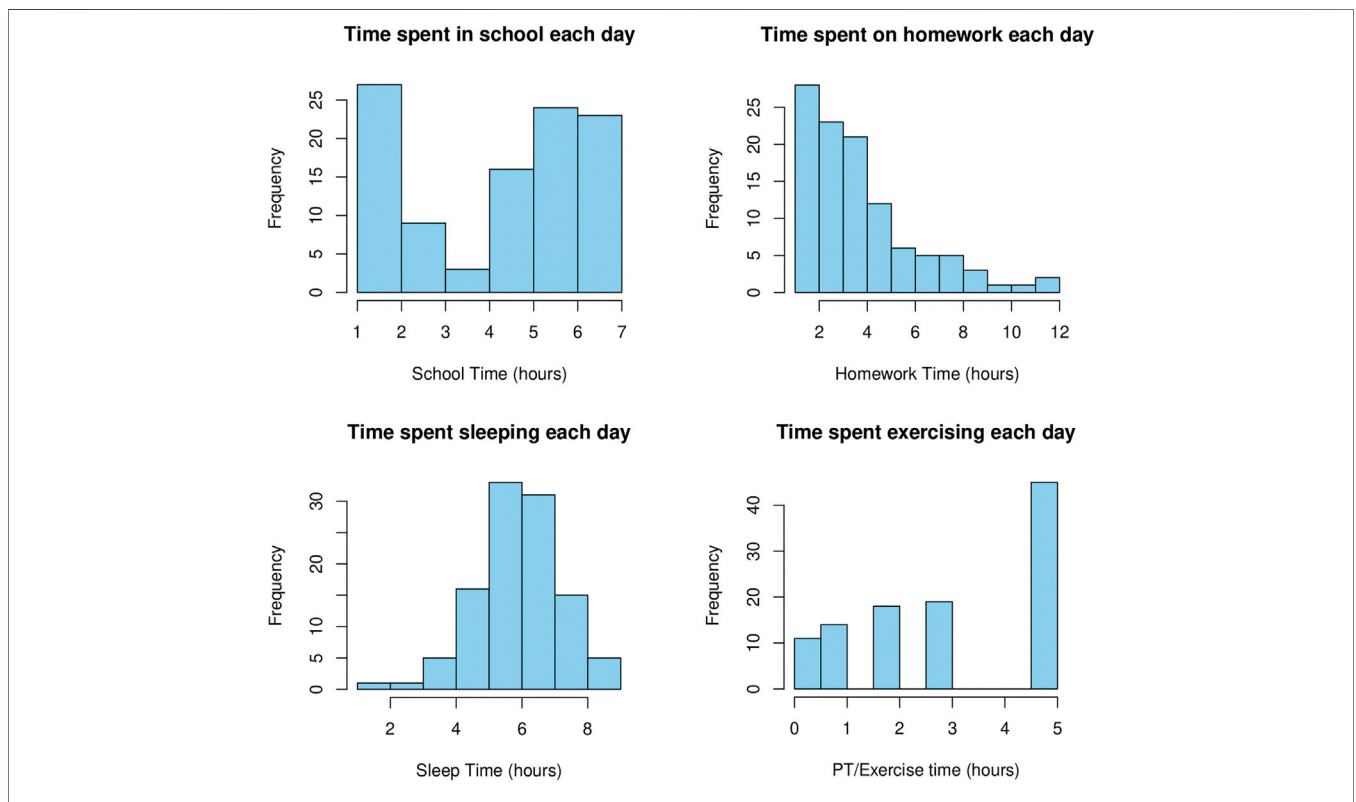 Time spent in school each day
Frequency
25
20
15
10
5
0
1 2 3 4 5 6 7
School Time (hours)
Time spent on homework each day
Frequency
25
20
15
10
5
0
2 4 6 8 10 12
Homework Time (hours)
Time spent sleeping each day
Frequency
30
20
10
5
0
2 4 6 8
Sleep Time (hours)
Time spent exercising each day
Frequency
40
30
20
10
0
0 1 2 3 4 5
PT/Exercise time (hours)